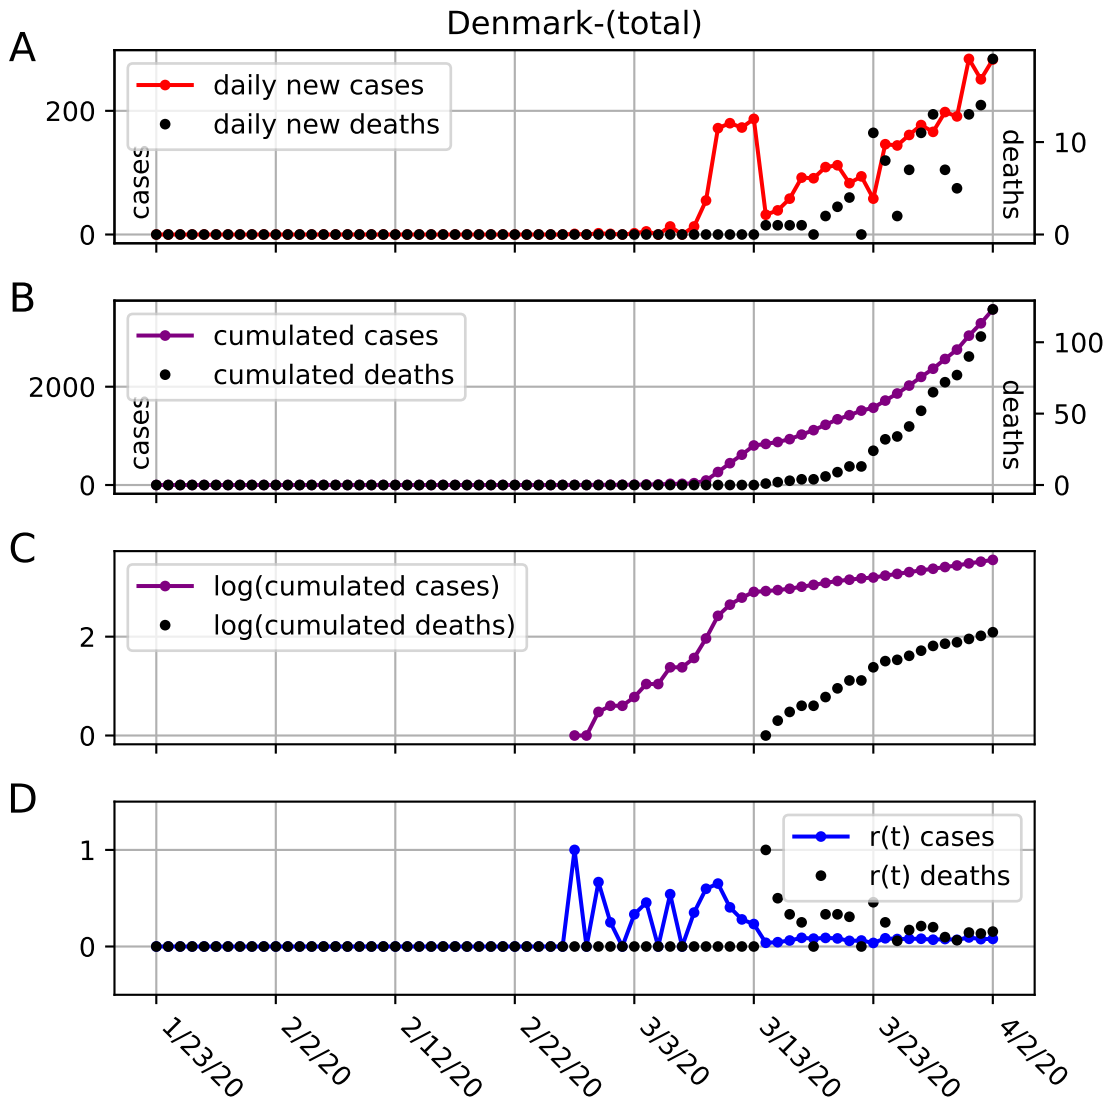 Denmark-(total)
A
daily new cases
daily new deaths
200
0
cases
10
0
deaths
B
cumulated cases
cumulated deaths
2000
0
cases
100
50
0
deaths
C
log(cumulated cases)
log(cumulated deaths)
2
0
D
r(t) cases
r(t) deaths
1
0
1/23/20
2/2/20
2/12/20
2/22/20
3/3/20
3/13/20
3/23/20
4/2/20